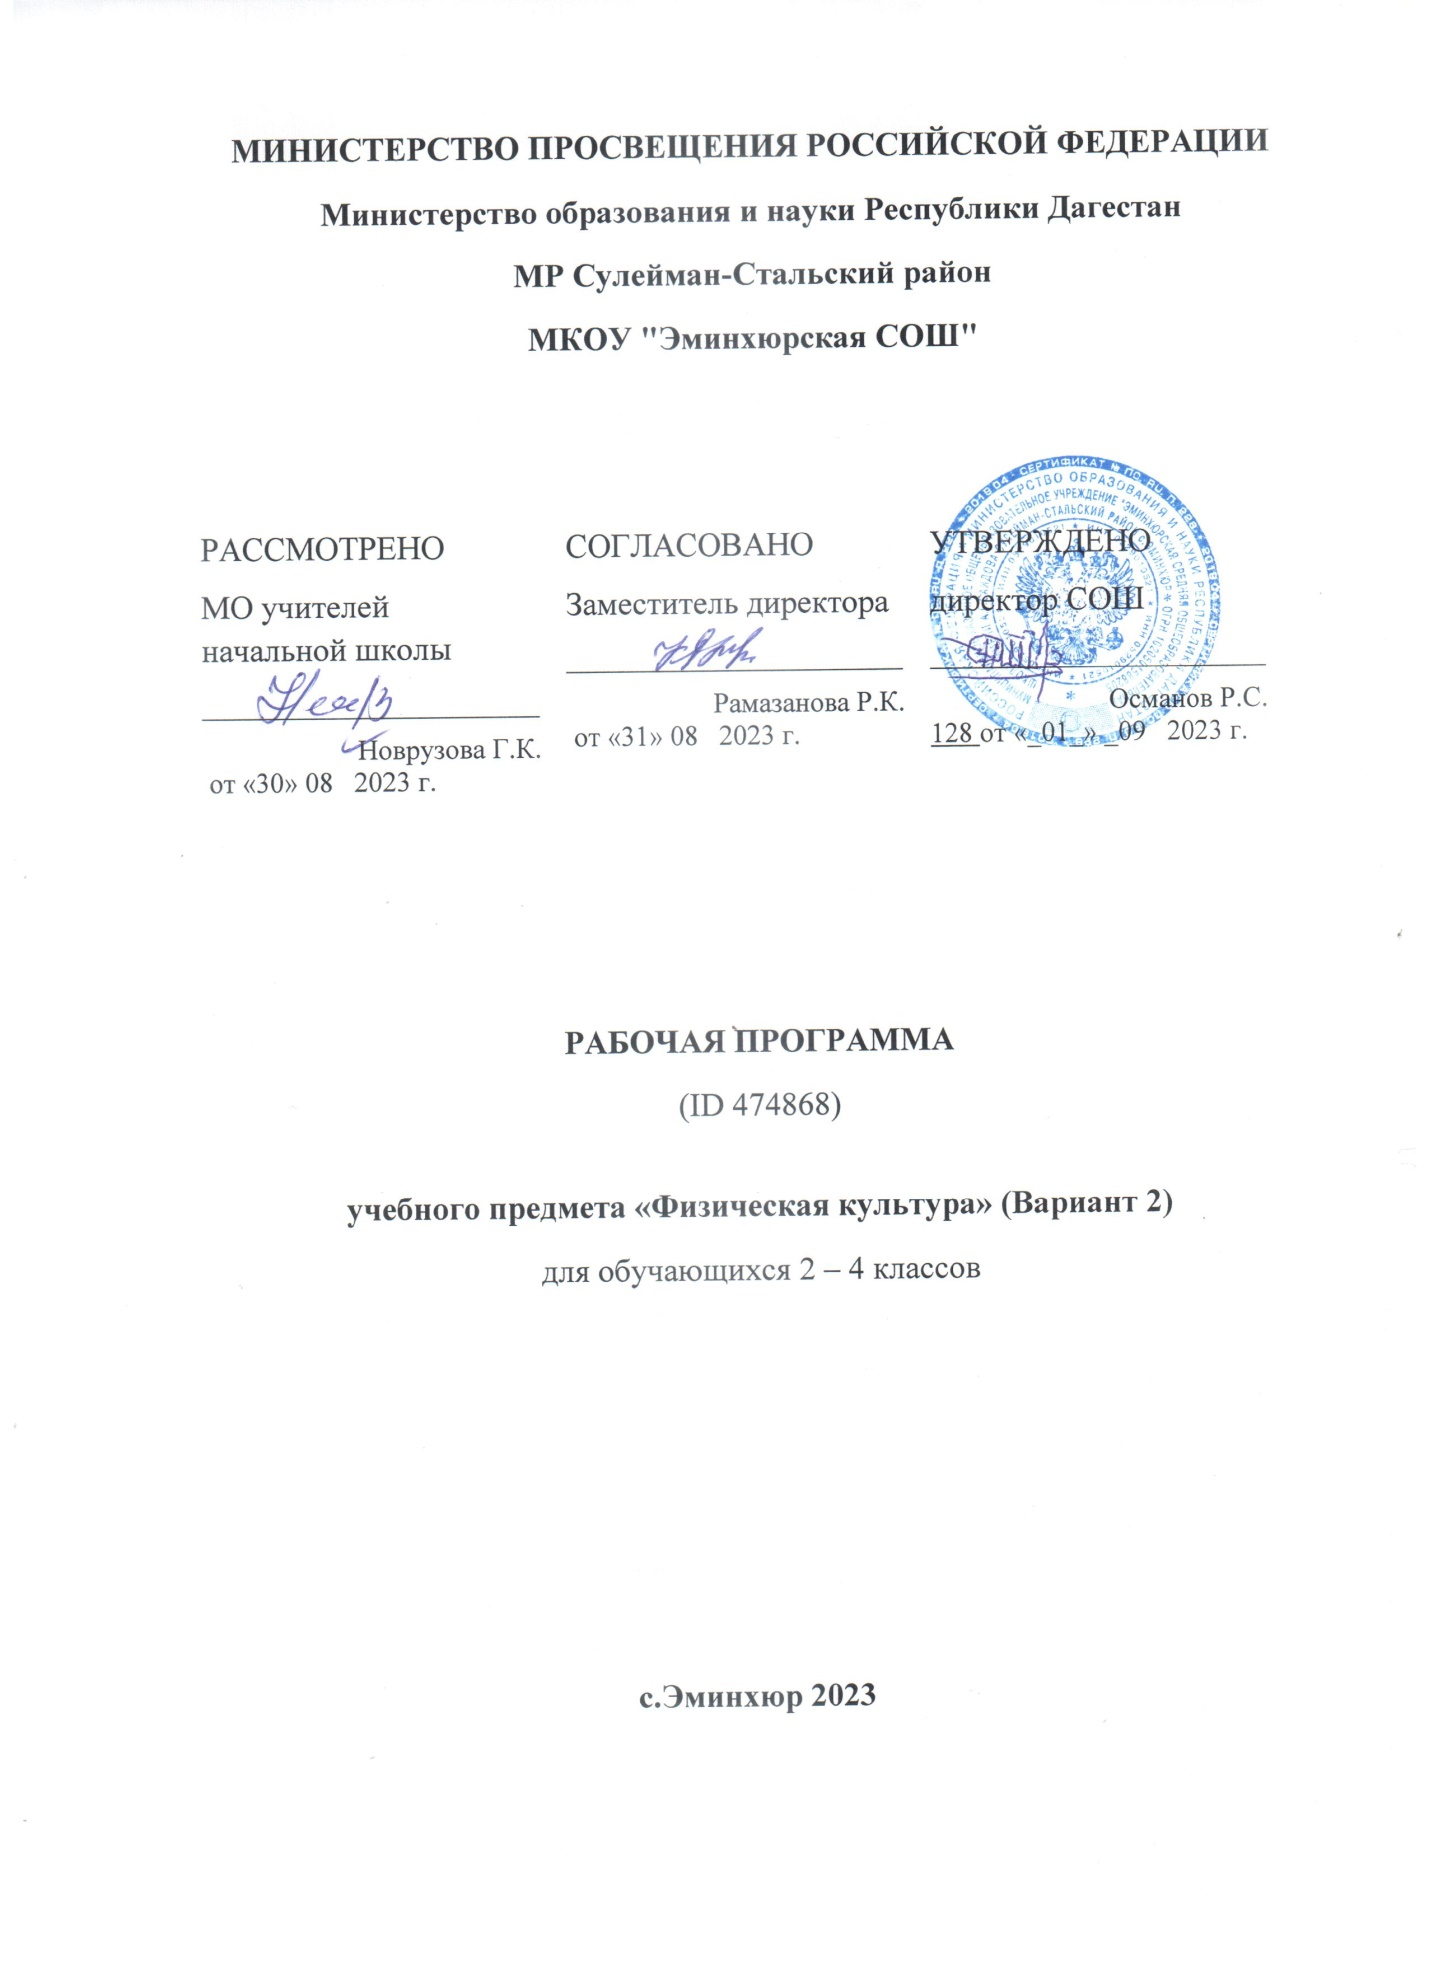 МИНИСТЕРСТВО ПРОСВЕЩЕНИЯ РОССИЙСКОЙ ФЕДЕРАЦИИ
Министерство образования и науки Республики Дагестан
МР Сулейман-Стальский район
МКОУ "Эминхюрская СОШ"
РАССМОТРЕНО
МО учителей
начальной школы
Новрузова Г.К.
от «30» 08 2023 г.
СОГЛАСОВАНО
Заместитель директора
Рамазанова Р.К.
от «31» 08 2023 г.
УТВЕРЖДЕНО
директор СОШ
Османов Р.С.
128 от «_01_» _09 2023 г.
РАБОЧАЯ ПРОГРАММА
(ID 474868)
учебного предмета «Физическая культура» (Вариант 2)
для обучающихся 2 – 4 классов
с.Эминхюр 2023